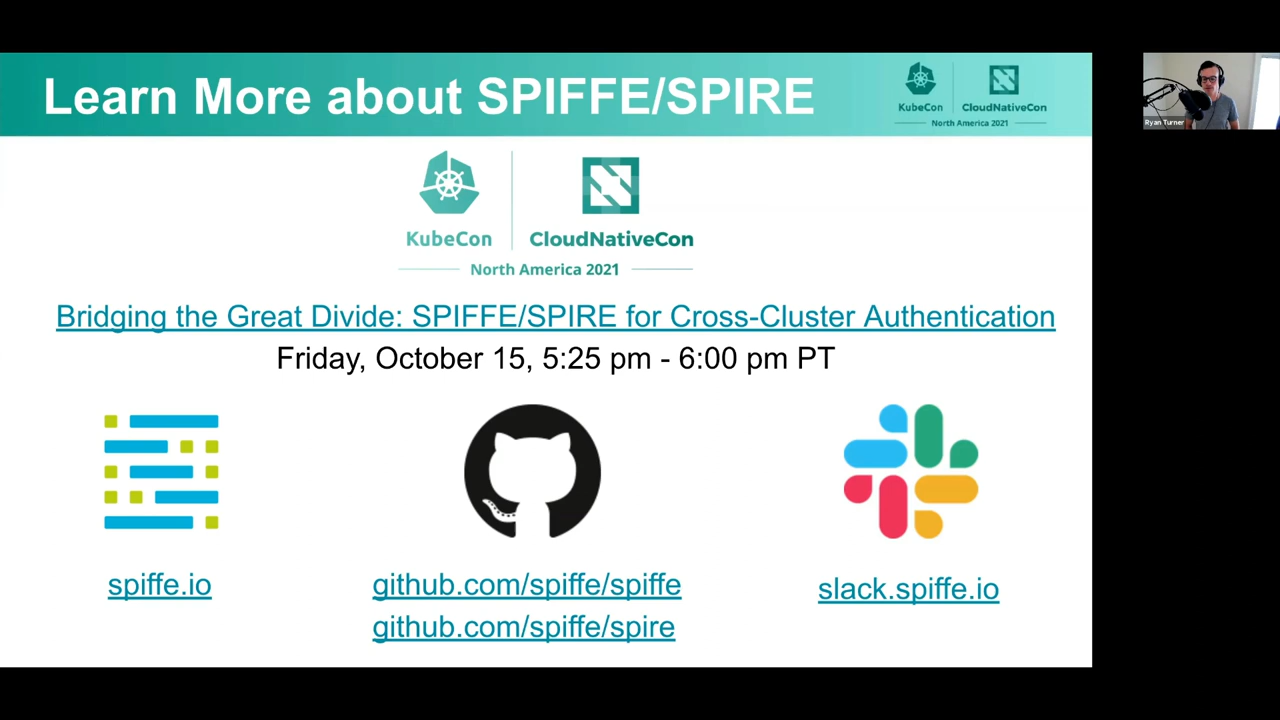 Learn More about SPIFFE/SPIRE
KubeCon
CloudNativeCon
North America 2021
Ryan Turner
KubeCon
CloudNativeCon
North America 2021
Bridging the Great Divide: SPIFFE/SPIRE for Cross-Cluster Authentication
Friday, October 15, 5:25 pm - 6:00 pm PT
spiffe.io
github.com/spiffe/spiffe
github.com/spiffe/spire
slack.spiffe.io